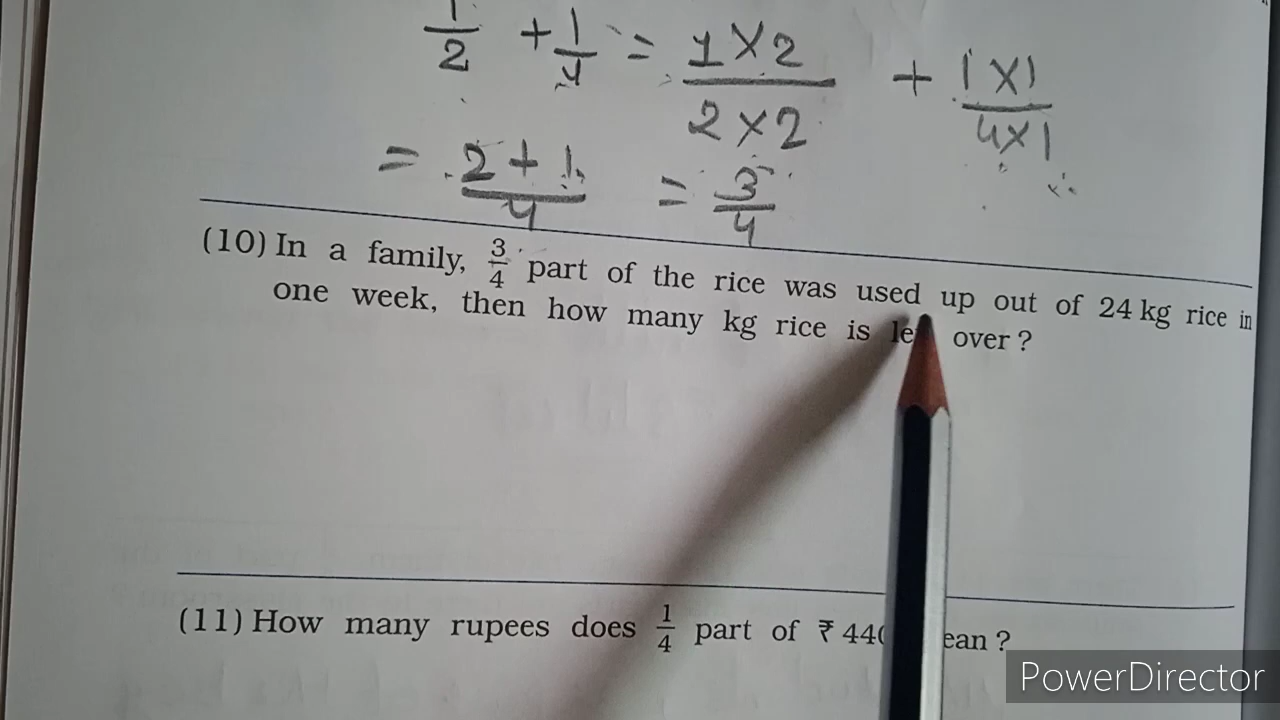 1/2 + 1/4 = 1×2/2×2 + 1×1/4×1
= 2+1/4 = 3/4
(10) In a family, 3/4 part of the rice was used up out of 24 kg rice in
one week, then how many kg rice is over ?
(11) How many rupees does 1/4 part of ₹ ?
PowerDirector